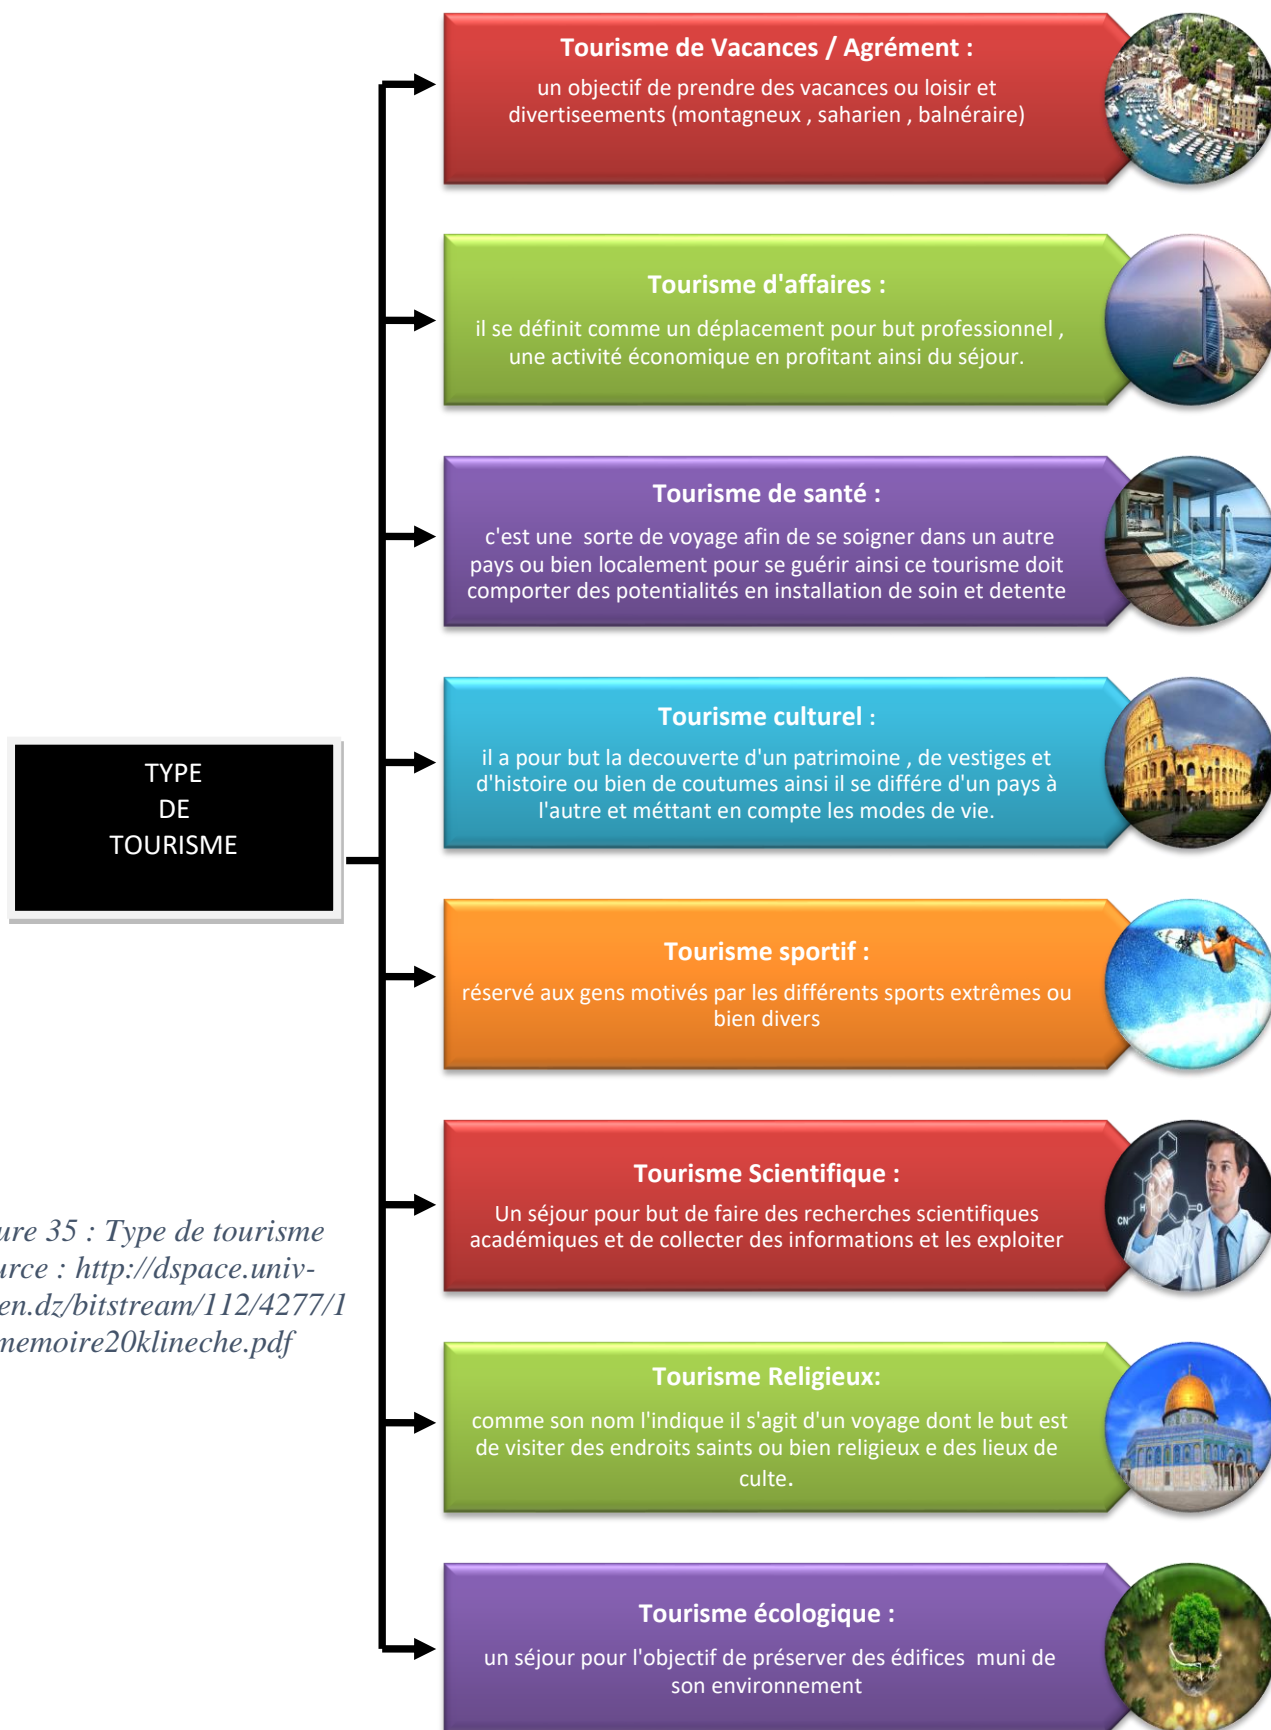 Tourisme de Vacances / Agrément :
un objectif de prendre des vacances ou loisir et
divertiseements (montagneux , saharien , balnéraire)
Tourisme d'affaires :
il se définit comme un déplacement pour but professionnel ,
une activité économique en profitant ainsi du séjour.
Tourisme de santé :
c'est une sorte de voyage afin de se soigner dans un autre
pays ou bien localement pour se guérir ainsi ce tourisme doit
comporter des potentialités en installation de soin et detente
TYPE
DE
TOURISME
Tourisme culturel :
il a pour but la decouverte d'un patrimoine , de vestiges et
d'histoire ou bien de coutumes ainsi il se différe d'un pays à
l'autre et méttant en compte les modes de vie.
Tourisme sportif :
réservé aux gens motivés par les différents sports extrêmes ou
bien divers
Tourisme Scientifique :
Un séjour pour but de faire des recherches scientifiques
académiques et de collecter des informations et les exploiter
ure 35 : Type de tourisme
urce : http://dspace.univ-
en.dz/bitstream/112/4277/1
memoire20klineche.pdf
Tourisme Religieux:
comme son nom l'indique il s'agit d'un voyage dont le but est
de visiter des endroits saints ou bien religieux e des lieux de
culte.
Tourisme écologique :
un séjour pour l'objectif de préserver des édifices muni de
son environnement